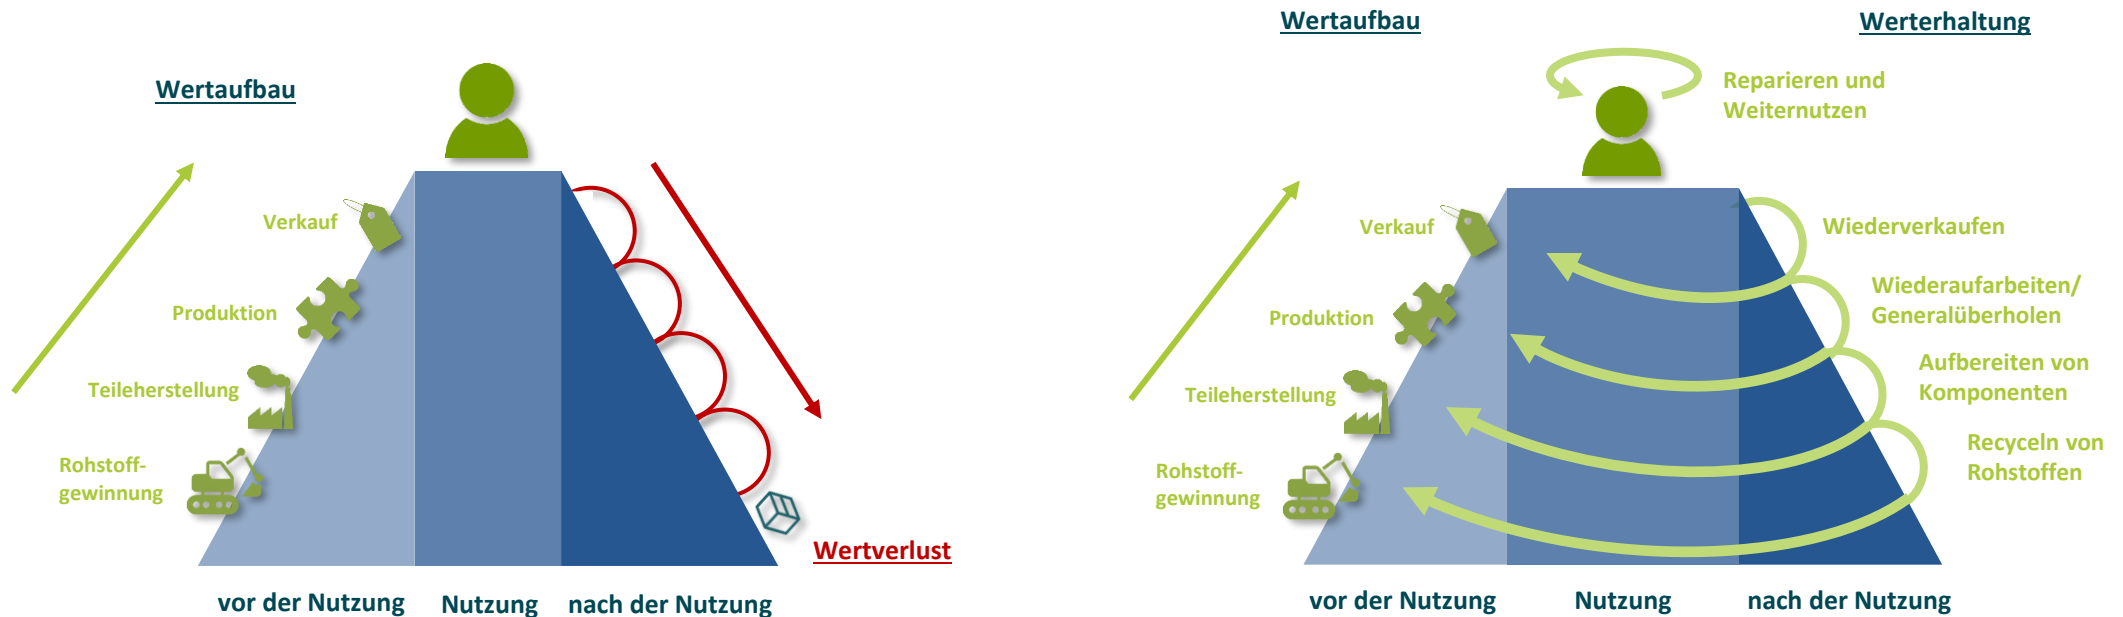 Wertaufbau
Verkauf
Produktion
Teileherstellung
Rohstoff-
gewinnung
Wertverlust
vor der Nutzung
Nutzung
nach der Nutzung
Wertaufbau
Werterhaltung
Reparieren und
Weiternutzen
Verkauf
Wiederverkaufen
Produktion
Wiederaufarbeiten/
Generalüberholen
Teileherstellung
Aufbereiten von
Komponenten
Rohstoff-
gewinnung
Recyceln von
Rohstoffen
vor der Nutzung
Nutzung
nach der Nutzung